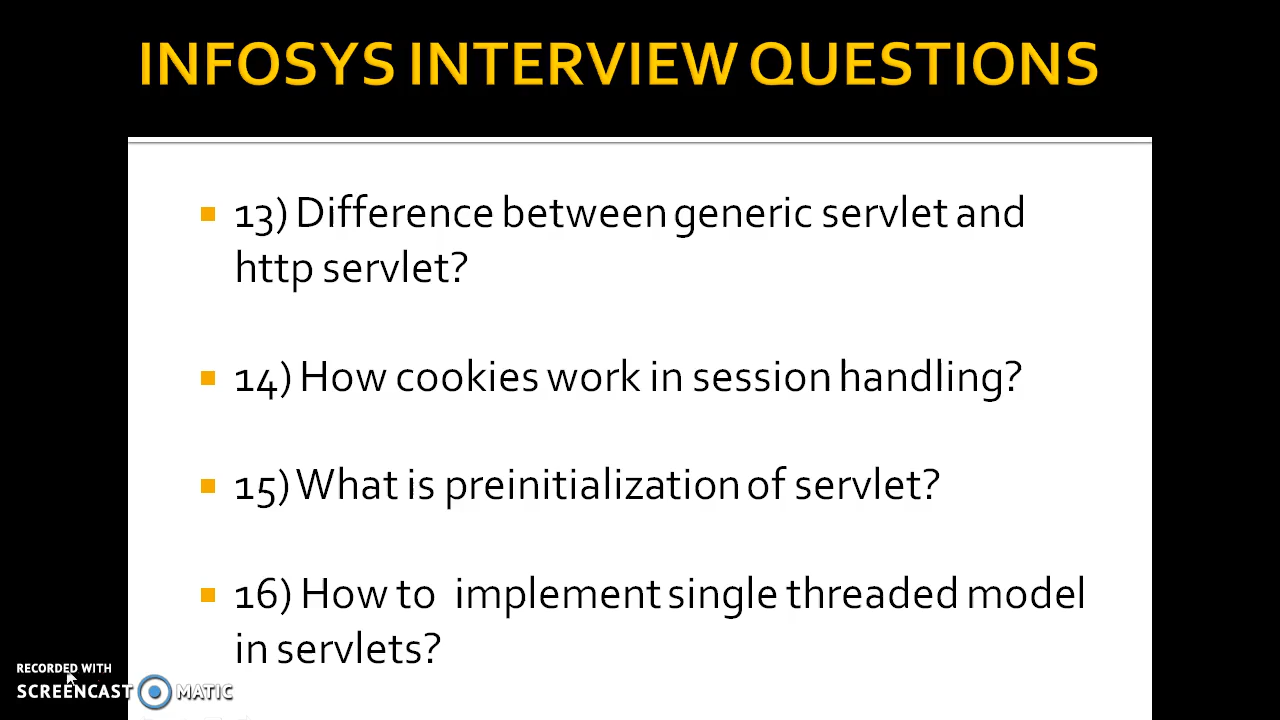 INFOSYS INTERVIEW QUESTIONS
13) Difference between generic servlet and
http servlet?
14) How cookies work in session handling?
15) What is preinitialization of servlet?
16) How to implement single threaded model
in servlets?
RECORDED WITH
SCREENCAST MATIC